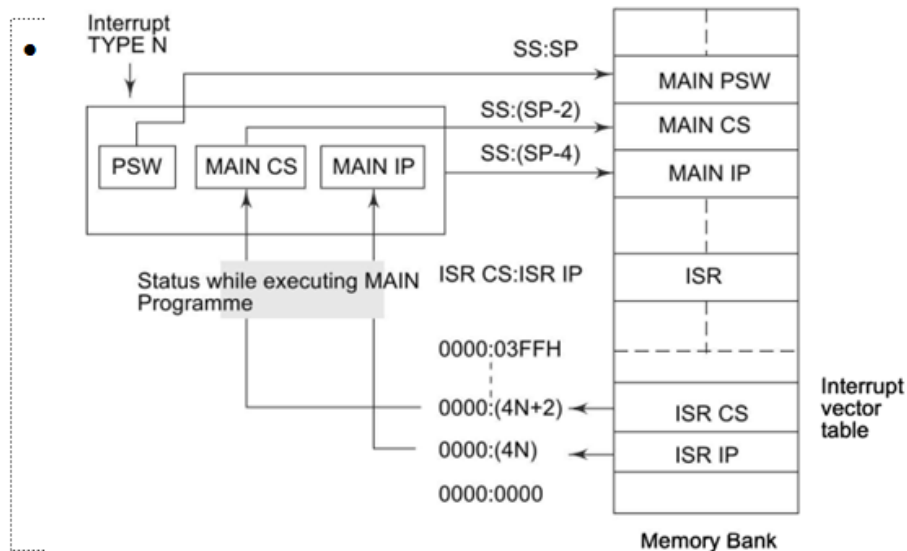 Interrupt
TYPE N
SS:SP
MAIN PSW
SS:(SP-2)
MAIN CS
PSW
MAIN CS
MAIN IP
SS:(SP-4)
MAIN IP
Status while executing MAIN
Programme
ISR CS:ISR IP
ISR
0000:03FFH
0000:(4N+2)
ISR CS
0000:(4N)
ISR IP
0000:0000
Interrupt
vector
table
Memory Bank